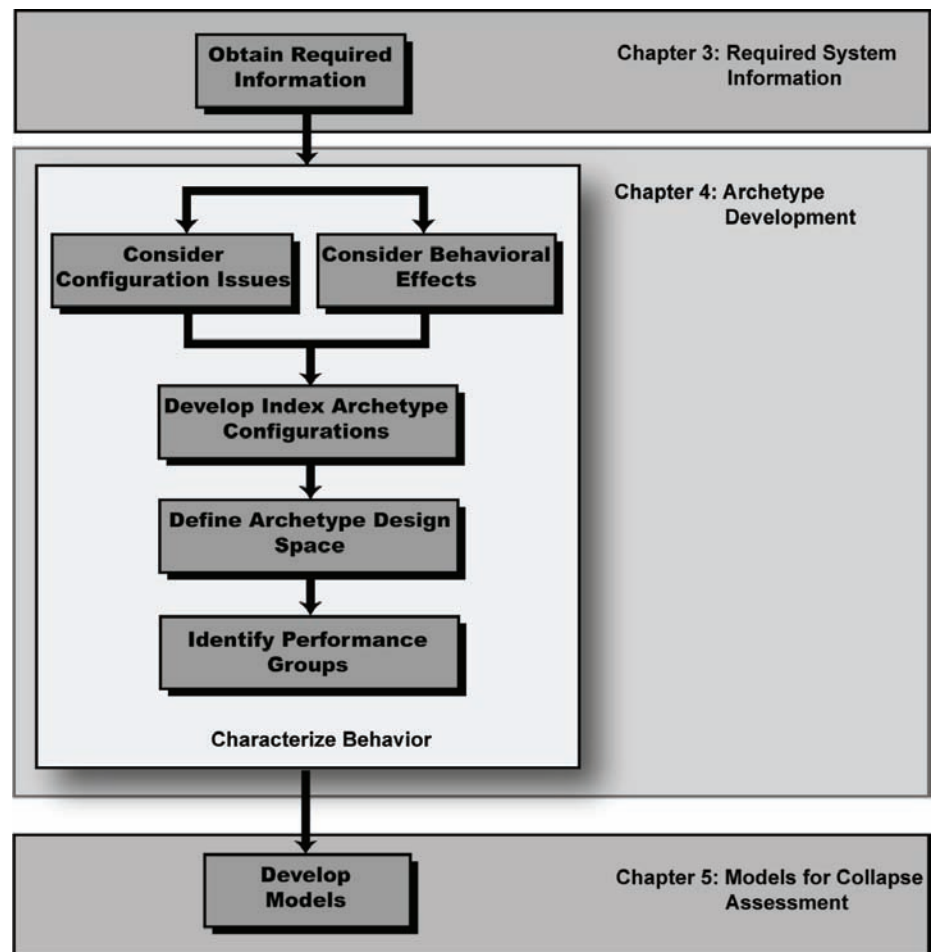 Obtain Required
Information
Chapter 3: Required System
Information
Chapter 4: Archetype
Development
Consider
Configuration Issues
Consider Behavioral
Effects
Develop Index Archetype
Configurations
Define Archetype Design
Space
Identify Performance
Groups
Characterize Behavior
Develop
Models
Chapter 5: Models for Collapse
Assessment